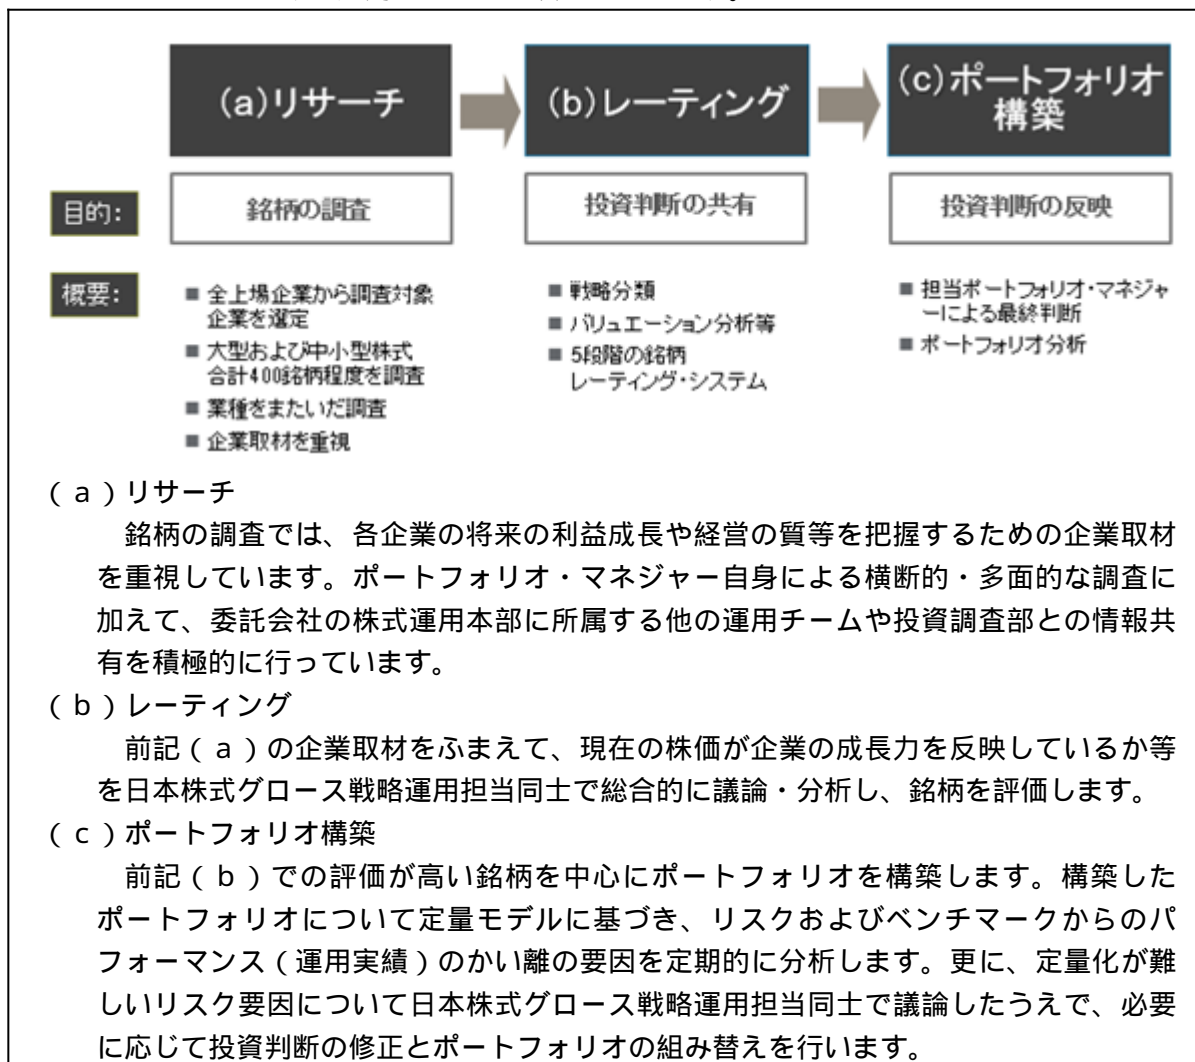 (a)リサーチ
(b)レーティング
(c)ポートフォリオ
構築
目的:
銘柄の調査
投資判断の共有
投資判断の反映
概要:
■ 全上場企業から調査対象
企業を選定
■ 大型および中小型株式
合計400銘柄程度を調査
■ 業種をまたいだ調査
■ 企業取材を重視
■ 戦略分類
■ バリュエーション分析等
■ 5段階の銘柄
レーティング・システム
■ 担当ポートフォリオ・マネジャ
ーによる最終判断
■ ポートフォリオ分析
(a)リサーチ
銘柄の調査では、各企業の将来の利益成長や経営の質等を把握するための企業取材
を重視しています。ポートフォリオ・マネジャー自身による横断的・多面的な調査に
加えて、委託会社の株式運用本部に所属する他の運用チームや投資調査部との情報共
有を積極的に行っています。
(b)レーティング
前記(a)の企業取材をふまえて、現在の株価が企業の成長力を反映しているか等
を日本株式グロース戦略運用担当同士で総合的に議論・分析し、銘柄を評価します。
(c)ポートフォリオ構築
前記(b)での評価が高い銘柄を中心にポートフォリオを構築します。構築した
ポートフォリオについて定量モデルに基づき、リスクおよびベンチマークからのパ
フォーマンス(運用実績)のかい離の要因を定期的に分析します。更に、定量化が難
しいリスク要因について日本株式グロース戦略運用担当同士で議論したうえで、必要
に応じて投資判断の修正とポートフォリオの組み替えを行います。